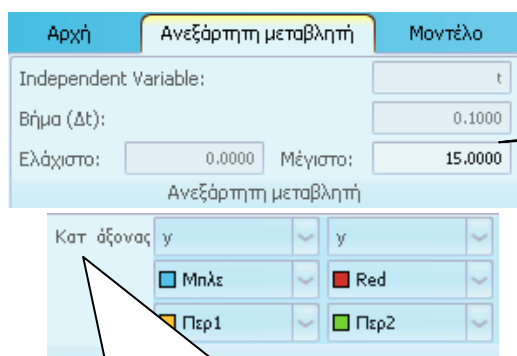 Αρχή Ανεξάρτητη μεταβλητή Μοντέλο
Independent Variable: t
Βήμα (Δt): 0.1000
Ελάχιστο: 0.0000 Μέγιστο: 15.0000
Ανεξάρτητη μεταβλητή
Κατ άξονας y y
Μπλε Red
Περ1 Περ2